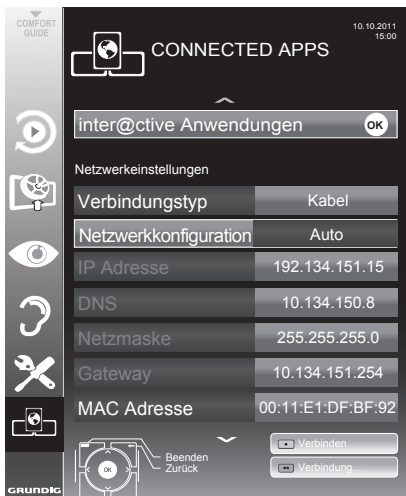 COMFORT
GUIDE
10.10.2011
15:00
CONNECTED APPS
inter@ctive Anwendungen OK
Netzwerkeinstellungen
Verbindungstyp Kabel
Netzwerkkonfiguration Auto
IP Adresse 192.134.151.15
DNS 10.134.150.8
Netzmaske 255.255.255.0
Gateway 10.134.151.254
MAC Adresse 00:11:E1:DF:BF:92
Verbinden
Beenden
OK
Zurück
Verbindung...
GRUNDIG